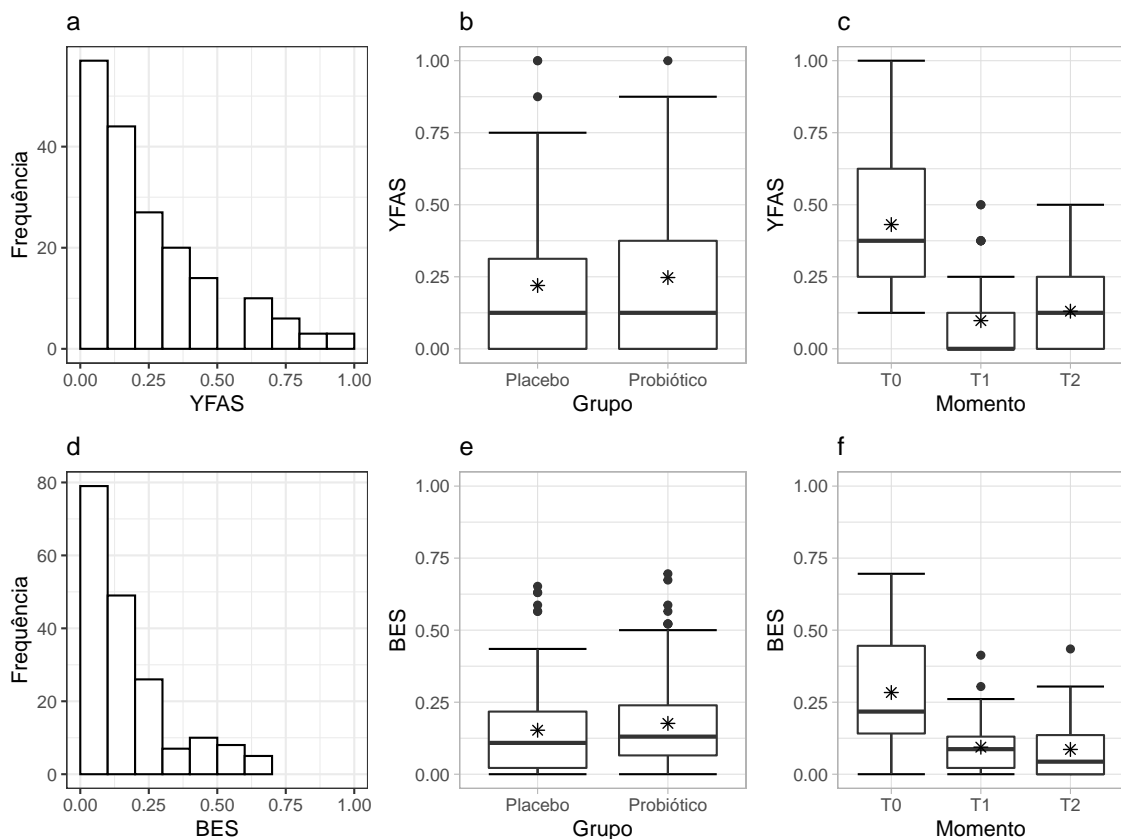 a
Frequência
40
20
0
0.00 0.25 0.50 0.75 1.00
YFAS
b
YFAS
1.00
0.75
0.50
0.25
0.00
Placebo Probiótico
Grupo
c
YFAS
1.00
0.75
0.50
0.25
0.00
T0 T1 T2
Momento
d
Frequência
80
60
40
20
0
0.00 0.25 0.50 0.75 1.00
BES
e
BES
1.00
0.75
0.50
0.25
0.00
Placebo Probiótico
Grupo
f
BES
1.00
0.75
0.50
0.25
0.00
T0 T1 T2
Momento